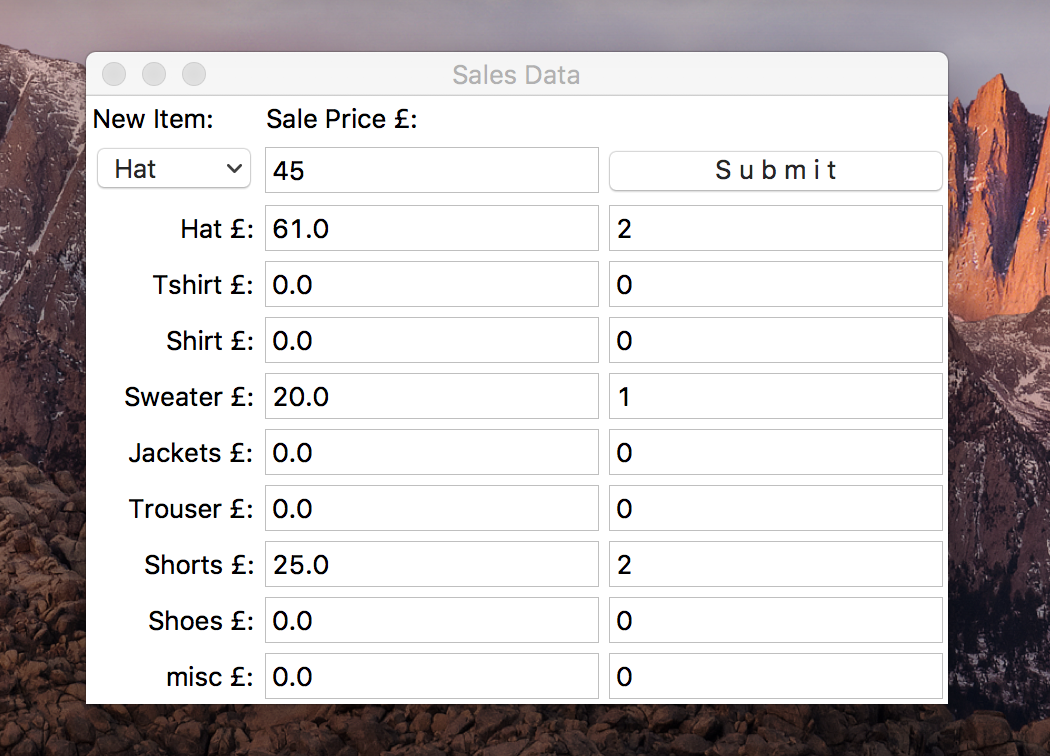 Sales Data
New Item: Sale Price £:
Hat 45 Submit
Hat £: 61.0 2
Tshirt £: 0.0 0
Shirt £: 0.0 0
Sweater £: 20.0 1
Jackets £: 0.0 0
Trouser £: 0.0 0
Shorts £: 25.0 2
Shoes £: 0.0 0
misc £: 0.0 0